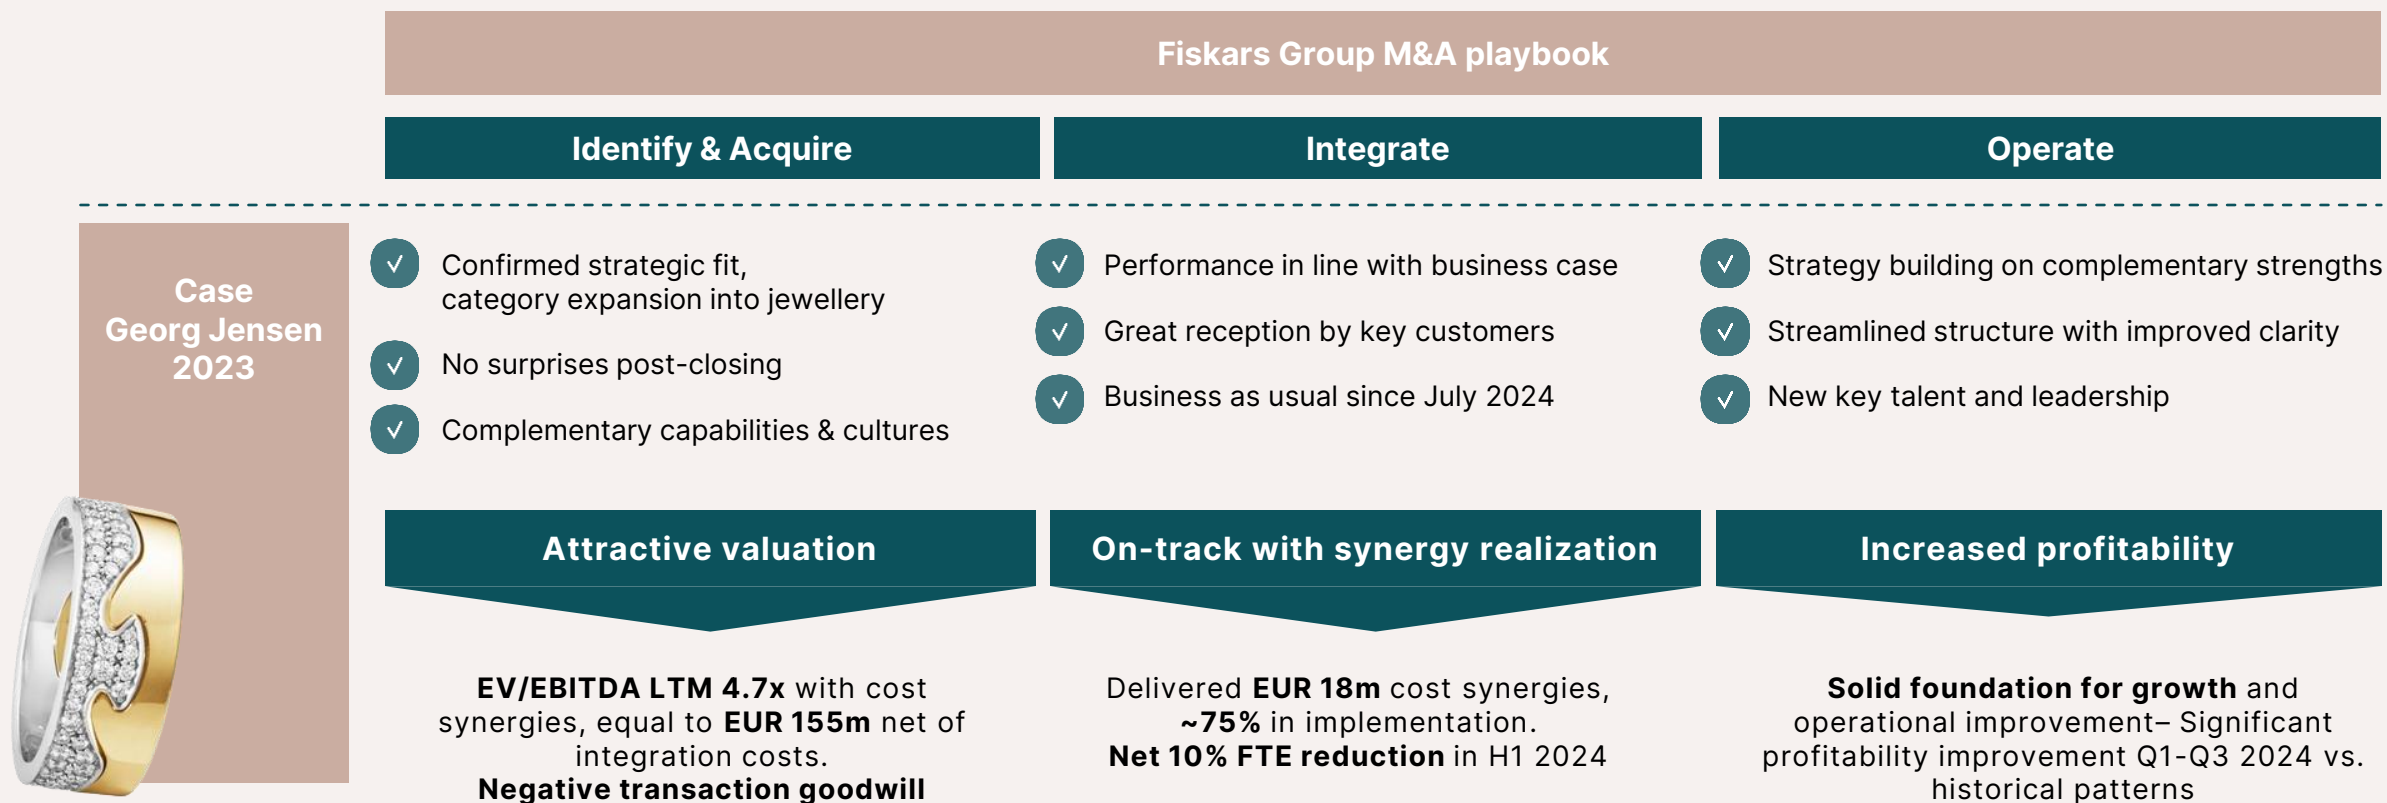 Fiskars Group M&A playbook
Identify & Acquire
Integrate
Operate
Case
Georg Jensen
2023
Confirmed strategic fit,
category expansion into jewellery
No surprises post-closing
Complementary capabilities & cultures
Performance in line with business case
Great reception by key customers
Business as usual since July 2024
Strategy building on complementary strengths
Streamlined structure with improved clarity
New key talent and leadership
Attractive valuation
EV/EBITDA LTM 4.7x with cost
synergies, equal to EUR 155m net of
integration costs.
Negative transaction goodwill
On-track with synergy realization
Delivered EUR 18m cost synergies,
~75% in implementation.
Net 10% FTE reduction in H1 2024
Increased profitability
Solid foundation for growth and
operational improvement– Significant
profitability improvement Q1-Q3 2024 vs.
historical patterns